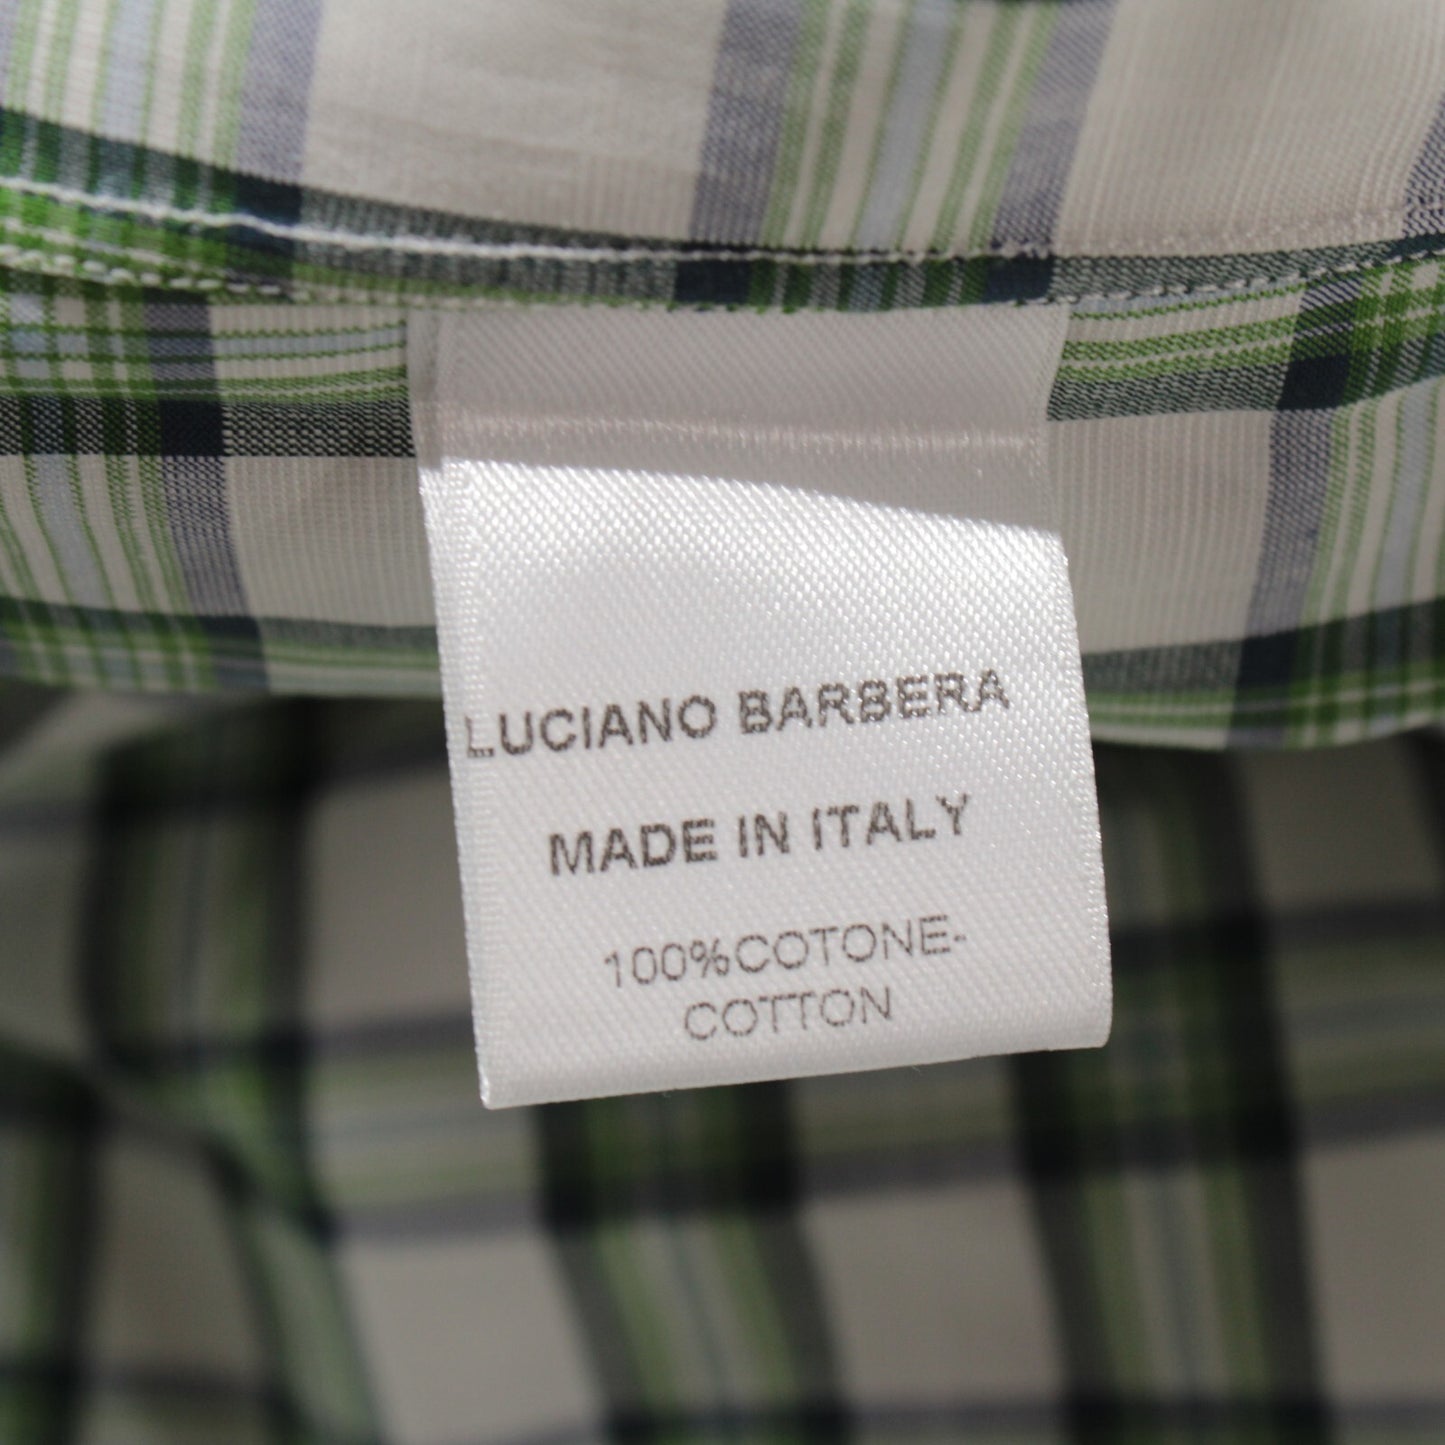 LUCIANO BARBERA
MADE IN ITALY
100%COTONE-
COTTON